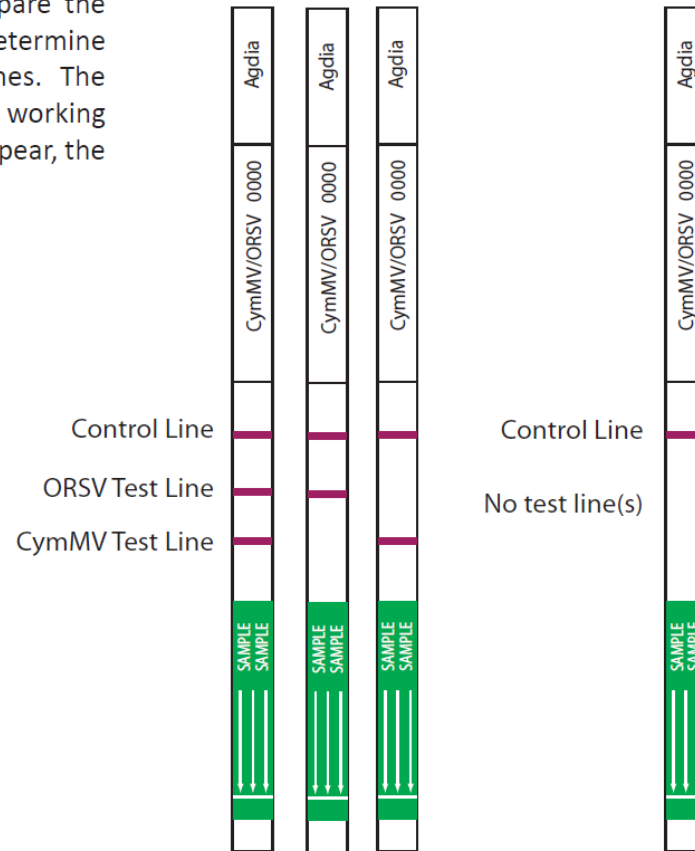 pare the
etermine
nes. The
working
pear, the
Agdia
Agdia
Agdia
Agdia
CymMV/ORSV 0000
CymMV/ORSV 0000
CymMV/ORSV 0000
CymMV/ORSV 0000
Control Line
ORSV Test Line
CymMV Test Line
Control Line
No test line(s)
SAMPLE
SAMPLE
SAMPLE
SAMPLE
SAMPLE
SAMPLE
SAMPLE
SAMPLE